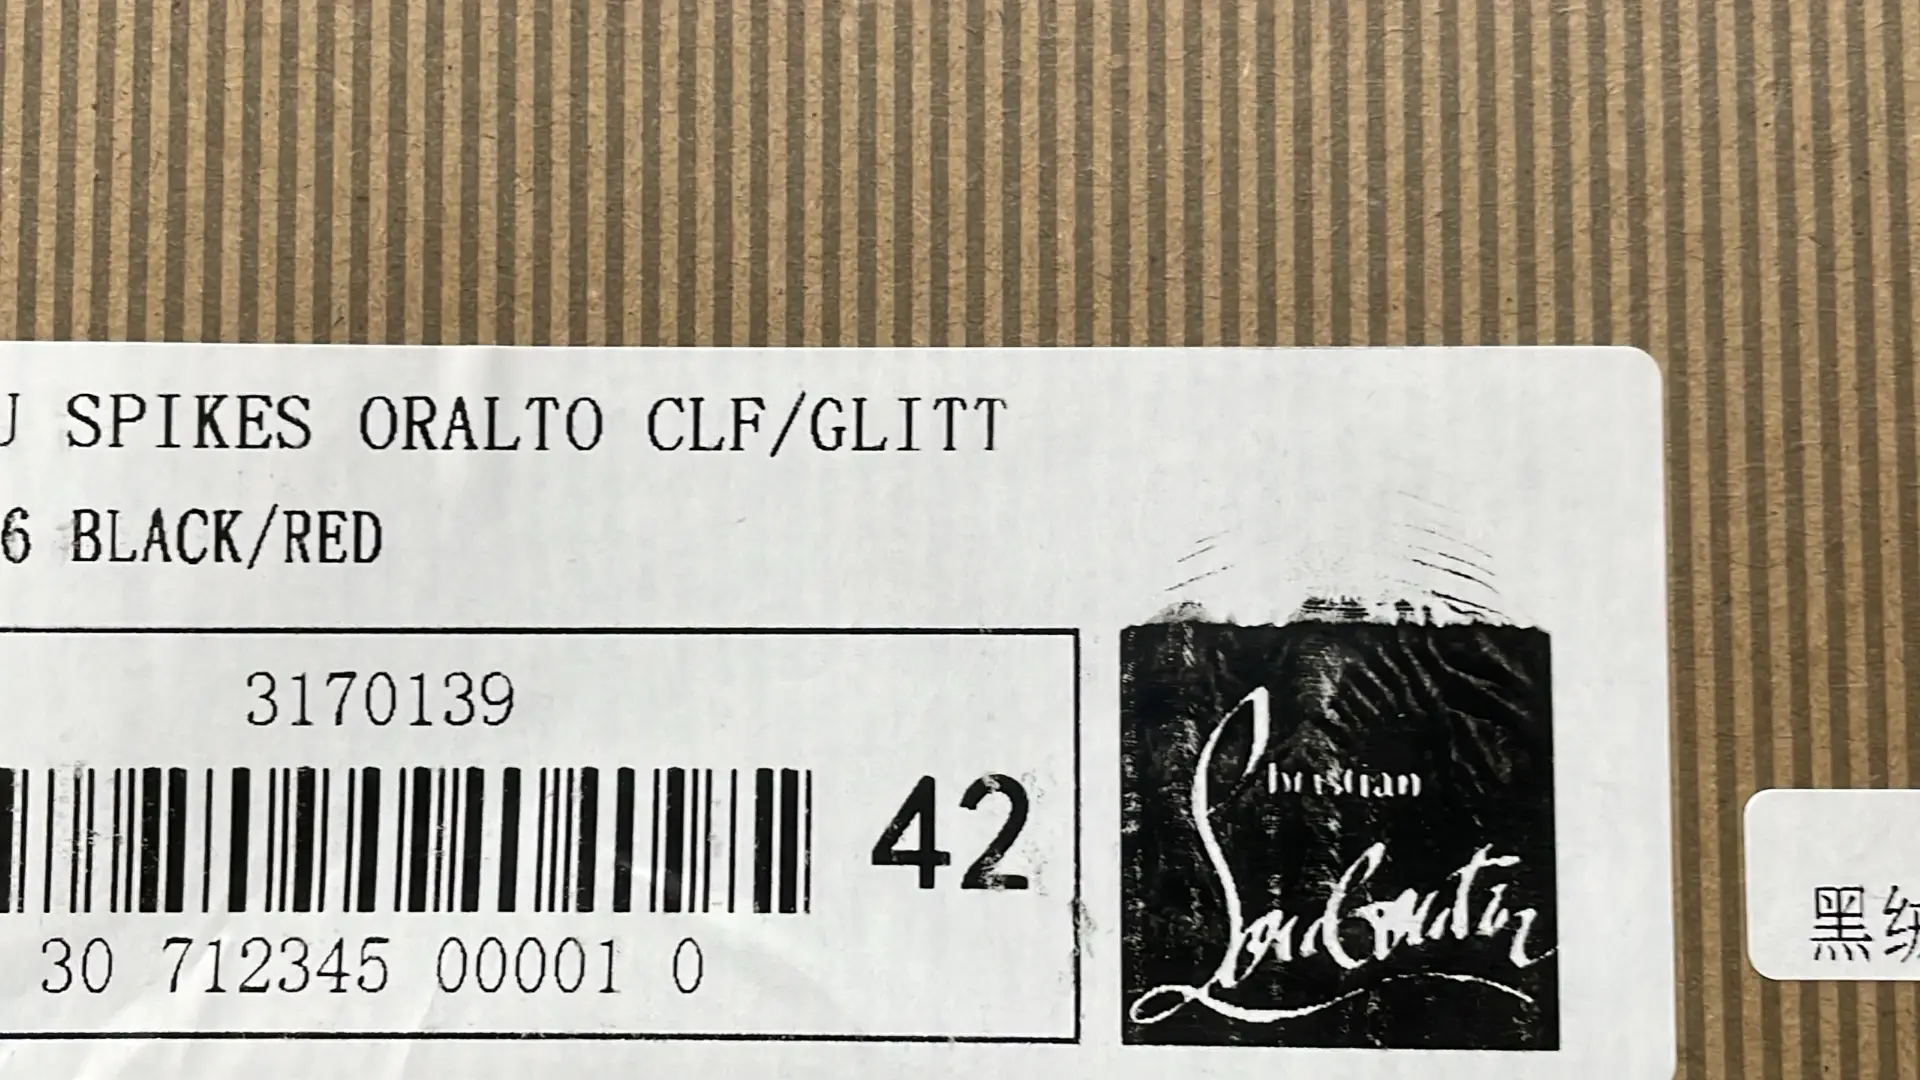 U SPIKES ORALTO CLF/GLITT
6 BLACK/RED
3170139
42
30 712345 00001 0
Christian
Louboutin
黑